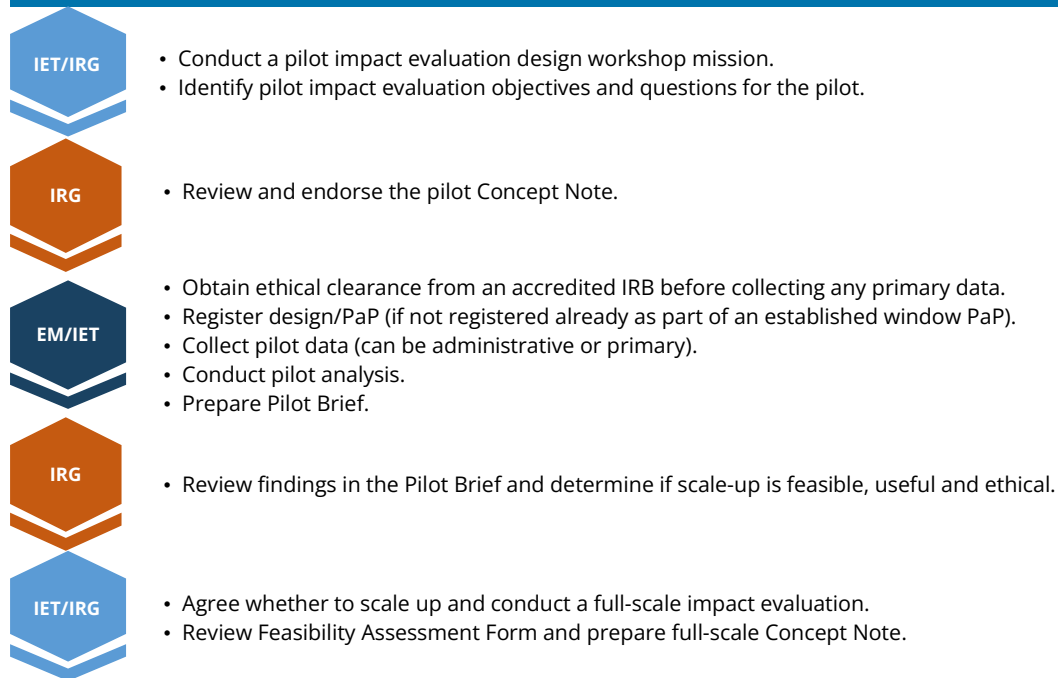 IET/IRG
• Conduct a pilot impact evaluation design workshop mission.
• Identify pilot impact evaluation objectives and questions for the pilot.
IRG
• Review and endorse the pilot Concept Note.
EM/IET
• Obtain ethical clearance from an accredited IRB before collecting any primary data.
• Register design/PaP (if not registered already as part of an established window PaP).
• Collect pilot data (can be administrative or primary).
• Conduct pilot analysis.
• Prepare Pilot Brief.
IRG
• Review findings in the Pilot Brief and determine if scale-up is feasible, useful and ethical.
IET/IRG
• Agree whether to scale up and conduct a full-scale impact evaluation.
• Review Feasibility Assessment Form and prepare full-scale Concept Note.